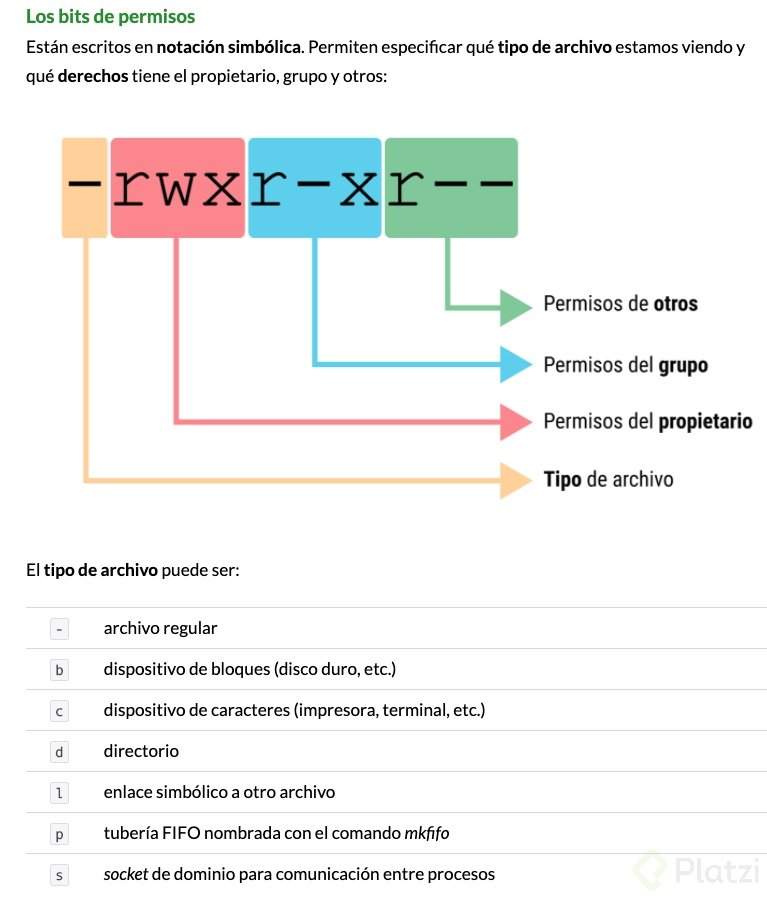 Los bits de permisos
Están escritos en notación simbólica. Permiten especificar qué tipo de archivo estamos viendo y
qué derechos tiene el propietario, grupo y otros:
-rwxr-xr--
Permisos de otros
Permisos del grupo
Permisos del propietario
Tipo de archivo
El tipo de archivo puede ser:
- archivo regular
b dispositivo de bloques (disco duro, etc.)
c dispositivo de caracteres (impresora, terminal, etc.)
d directorio
l enlace simbólico a otro archivo
p tubería FIFO nombrada con el comando mkfifo
s socket de dominio para comunicación entre procesos
Platzi